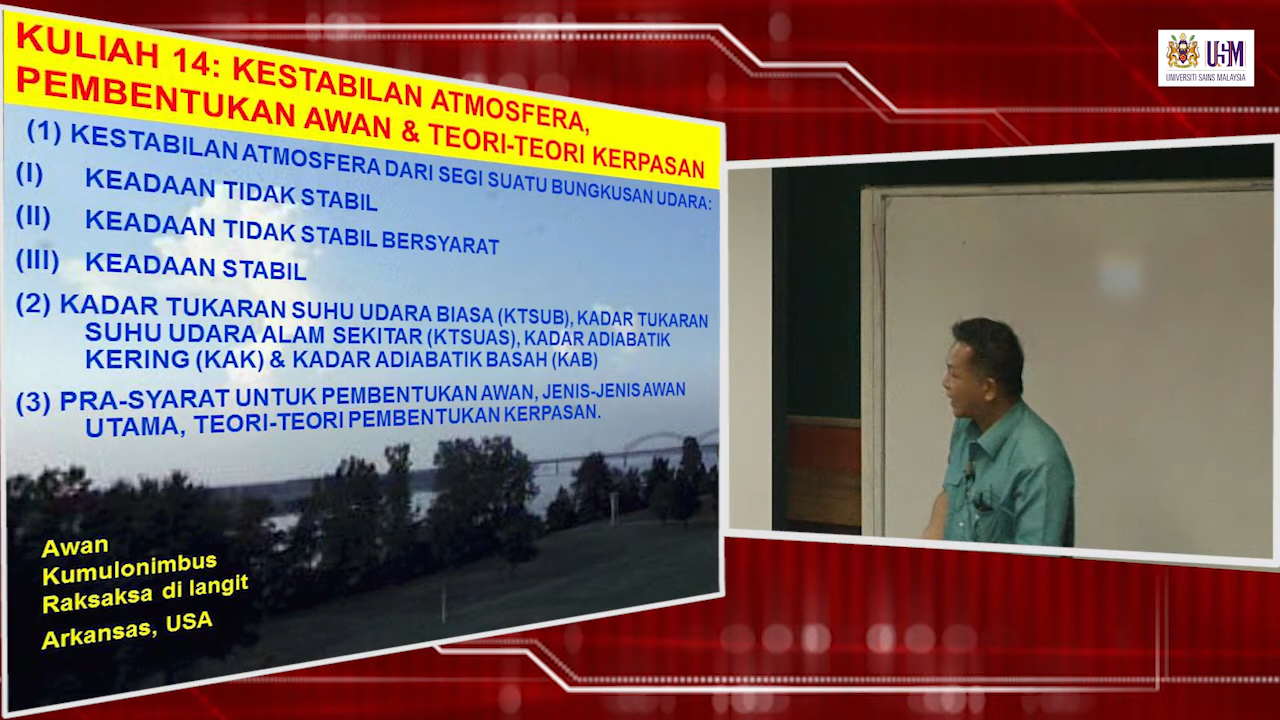 KULIAH 14: KESTABILAN ATMOSFERA,
PEMBENTUKAN AWAN & TEORI-TEORI KERPASAN
(1) KESTABILAN ATMOSFERA DARI SEGI SUATU BUNGKUSAN UDARA:
(I) KEADAAN TIDAK STABIL
(II) KEADAAN TIDAK STABIL BERSYARAT
(III) KEADAAN STABIL
(2) KADAR TUKARAN SUHU UDARA BIASA (KTSUB), KADAR TUKARAN
SUHU UDARA ALAM SEKITAR (KTSUAS), KADAR ADIABATIK
KERING (KAK) & KADAR ADIABATIK BASAH (KAB)
(3) PRA-SYARAT UNTUK PEMBENTUKAN AWAN, JENIS-JENIS AWAN
UTAMA, TEORI-TEORI PEMBENTUKAN KERPASAN.
Awan
Kumulonimbus
Raksaksa di langit
Arkansas, USA
USM
UNIVERSITI SAINS MALAYSIA